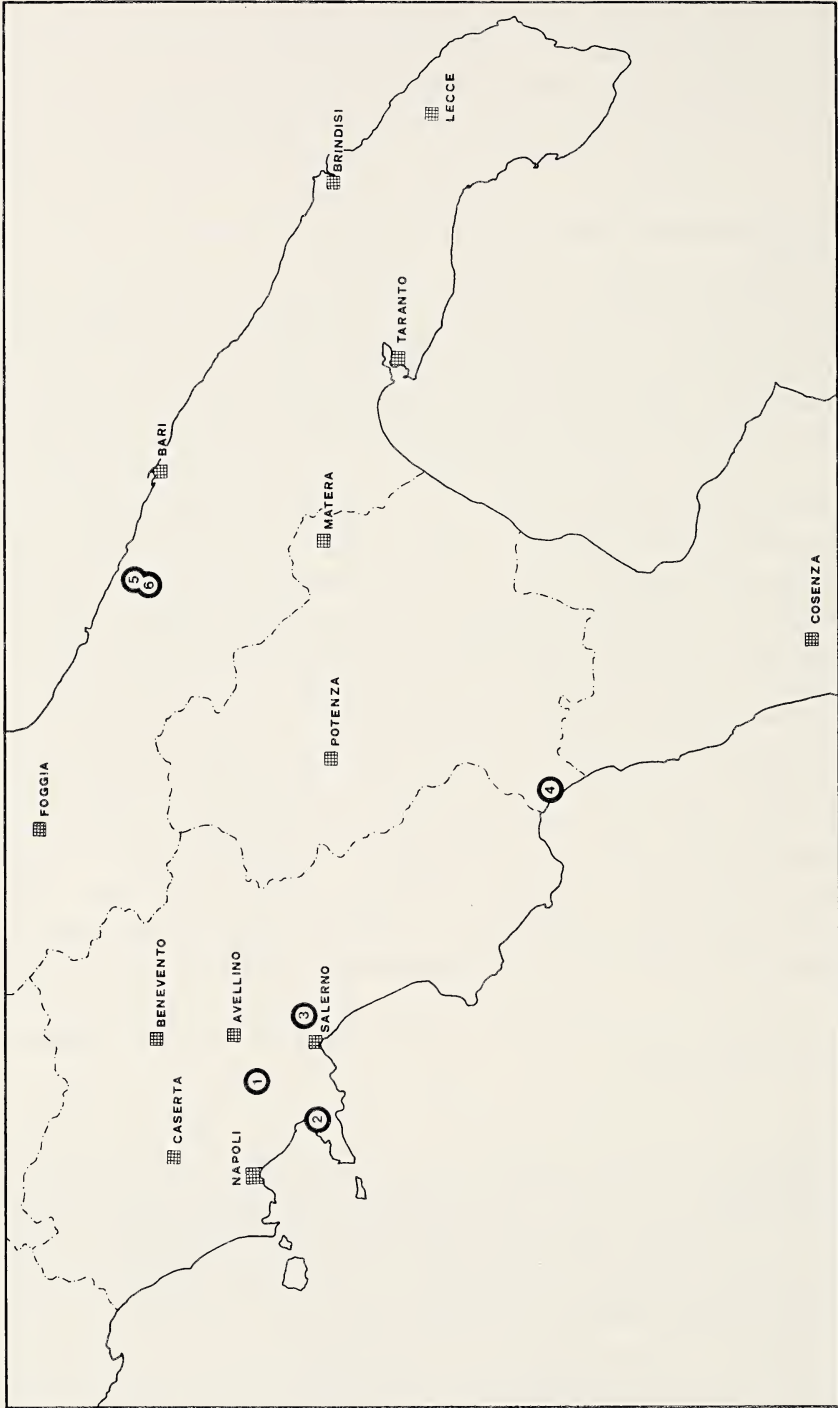 FOGGIA
BENEVENTO
CASERTA
AVELLINO
NAPOLI
SALERNO
POTENZA
MATERA
BARI
BRINDISI
LECCE
TARANTO
COSENZA
1
2
3
4
5
6